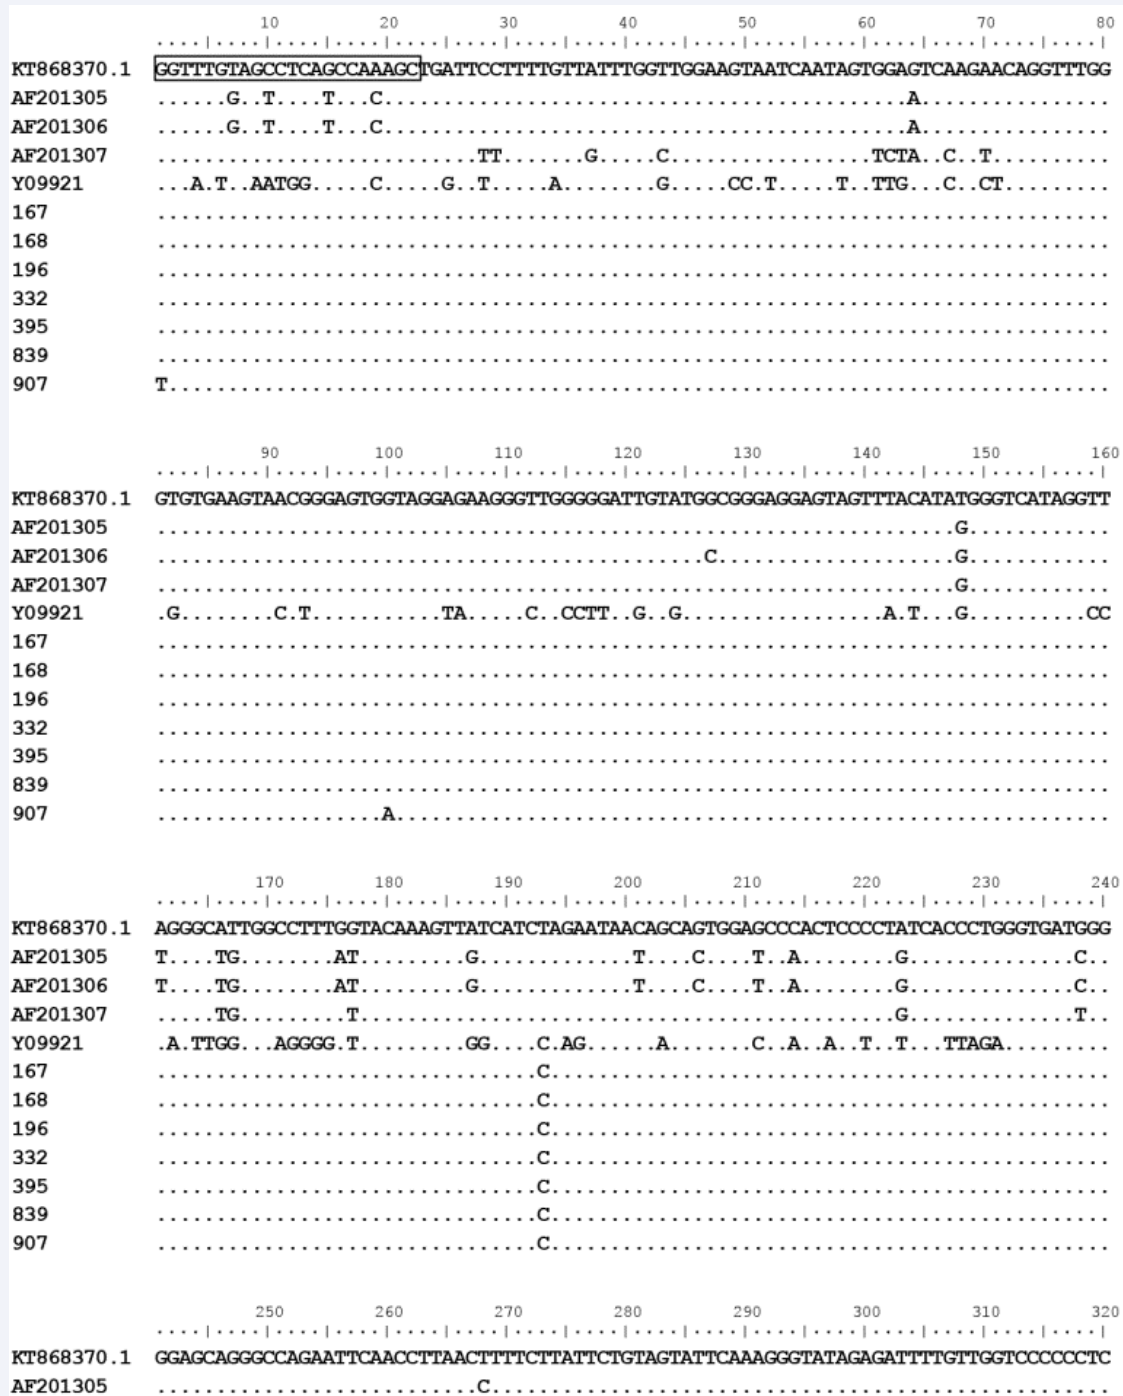 10 20 30 40 50 60 70 80
....|....|....|....|....|....|....|....|....|....|....|....|....|....|....|....|
KT868370.1 GGTTTGTAGCCTCAGCCAAAGCTGATTCCTTTTGTTATTTGGTTGGAAGTAATCAATAGTGGAGTCAAGAACAGGTTTGG
AF201305 ......G..T....T...C............................................A................
AF201306 ......G..T....T...C............................................A................
AF201307 ...........................TT.......G.....C.................TCTA..C..T..........
Y09921 ...A.T..AATGG.....C.....G..T.....A........G.....CC.T.....T..TTG...C..CT.........
167 ................................................................................
168 ................................................................................
196 ................................................................................
332 ................................................................................
395 ................................................................................
839 ................................................................................
907 T...............................................................................
90 100 110 120 130 140 150 160
....|....|....|....|....|....|....|....|....|....|....|....|....|....|....|....|
KT868370.1 GTGTGAAGTAACGGGAGTGGTAGGAGAAGGGTTGGGGGATTGTATGGCGGGAGGAGTAGTTTACATATGGGTCATAGGTT
AF201305 ...................................................................G............
AF201306 ..............................................C....................G............
AF201307 ...................................................................G............
Y09921 .G........C.T...........TA.....C..CCTT..G..G.................A.T...G..........CC
167 ................................................................................
168 ................................................................................
196 ................................................................................
332 ................................................................................
395 ................................................................................
839 ................................................................................
907 ...................A............................................................
170 180 190 200 210 220 230 240
....|....|....|....|....|....|....|....|....|....|....|....|....|....|....|....|
KT868370.1 AGGGCATTGGCCTTTGGTACAAAGTTATCATCTAGAATAACAGCAGTGGAGCCCACTCCCCTATCACCCTGGGTGATGGG
AF201305 T....TG........AT.........G.............T....C....T..A........G..............C..
AF201306 T....TG........AT.........G.............T....C....T..A........G..............C..
AF201307 .....TG.........T.............................................G..............T..
Y09921 .A.TTGG...AGGGG.T.........GG....C.AG......A.......C..A..A..T..T...TTAGA.........
167 ................................C...............................................
168 ................................C...............................................
196 ................................C...............................................
332 ................................C...............................................
395 ................................C...............................................
839 ................................C...............................................
907 ................................C...............................................
250 260 270 280 290 300 310 320
....|....|....|....|....|....|....|....|....|....|....|....|....|....|....|....|
KT868370.1 GGAGCAGGGCCAGAATTCAACCTTAACTTTTCTTATTCTGTAGTATTCAAAGGGTATAGAGATTTTGTTGGTCCCCCCTC
AF201305 ...........................C....................................................